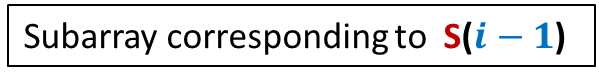 Subarray corresponding to S(i − 1)